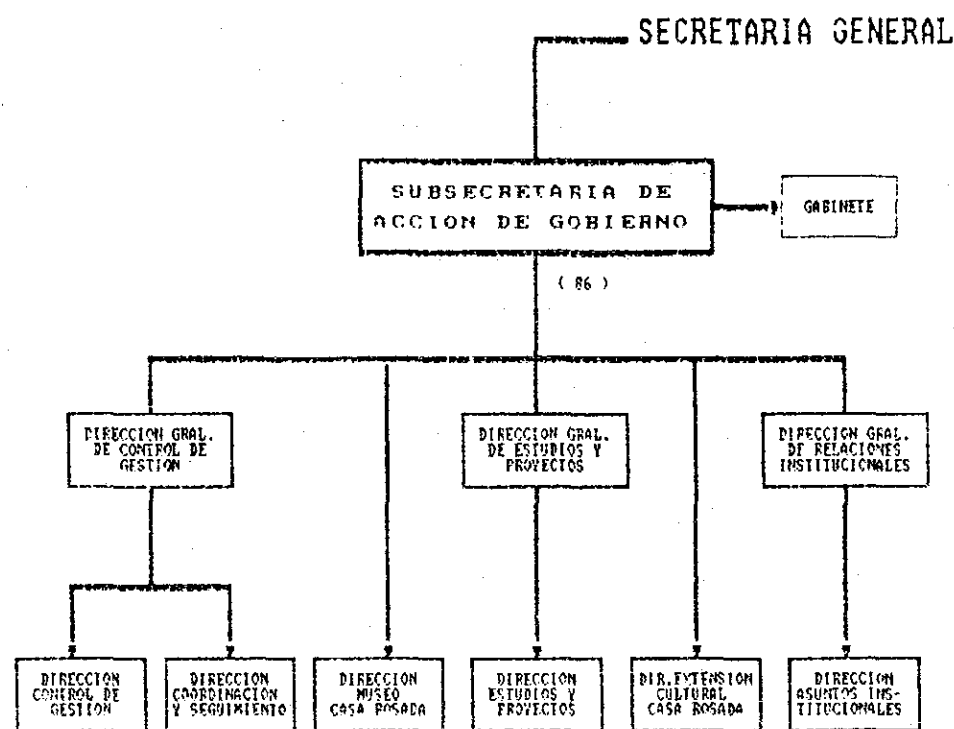 SECRETARIA GENERAL
SUBSECRETARIA DE
ACCION DE GOBIERNO
GABINETE
( 86 )
DIRECCION GRAL.
DE CONTROL DE
GESTION
DIRECCION GRAL.
DE ESTUDIOS Y
PROYECTOS
DIRECCION GRAL.
DE RELACIONES
INSTITUCIONALES
DIRECCION
CONTROL DE
GESTION
DIRECCION
COORDINACION
Y SEGUIMIENTO
DIRECCION
MUSEO
CASA ROSADA
DIRECCION
ESTUDIOS Y
PROYECTOS
DIR.EXTENSION
CULTURAL
CASA ROSADA
DIRECCION
ASUNTOS INS-
TITUCIONALES